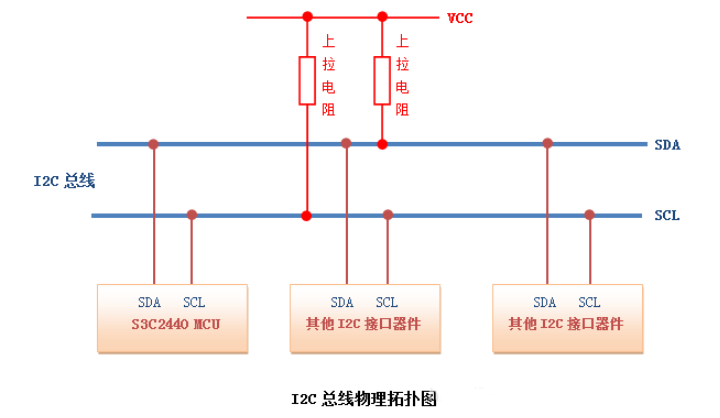 VCC
上拉电阻
上拉电阻
SDA
I2C 总线
SCL
SDA SCL
S3C2440 MCU
SDA SCL
其他 I2C 接口器件
SDA SCL
其他 I2C 接口器件
I2C 总线物理拓扑图